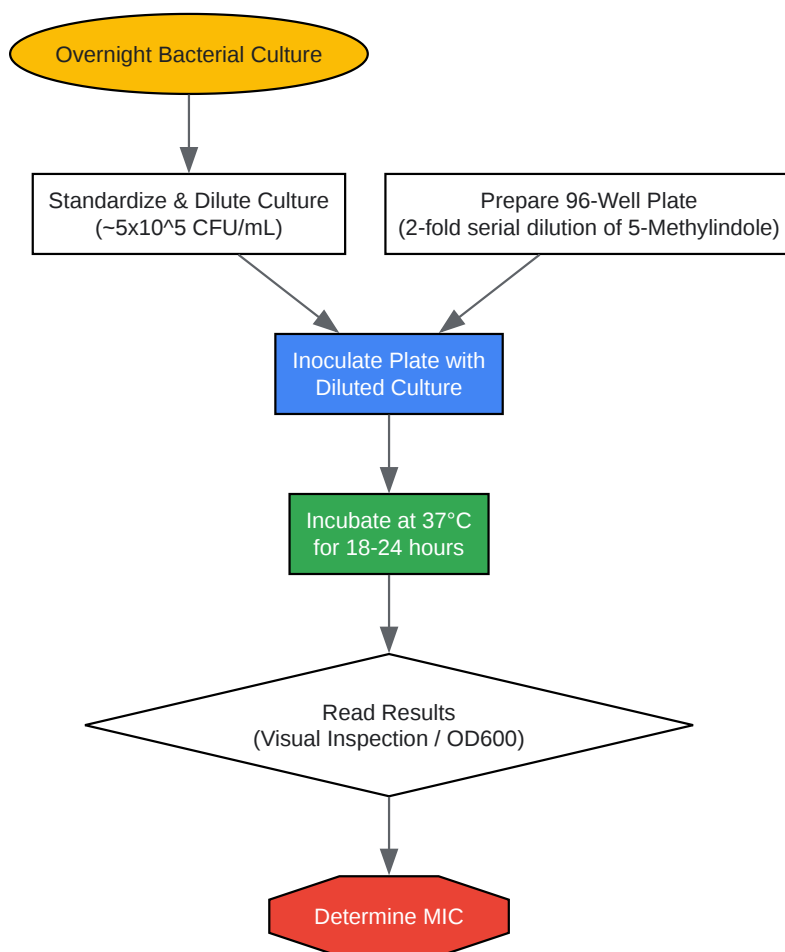 Overnight Bacterial Culture
Standardize & Dilute Culture
(~5x10^5 CFU/mL)
Prepare 96-Well Plate
(2-fold serial dilution of 5-Methylindole)
Inoculate Plate with
Diluted Culture
Incubate at 37°C
for 18-24 hours
Read Results
(Visual Inspection / OD600)
Determine MIC